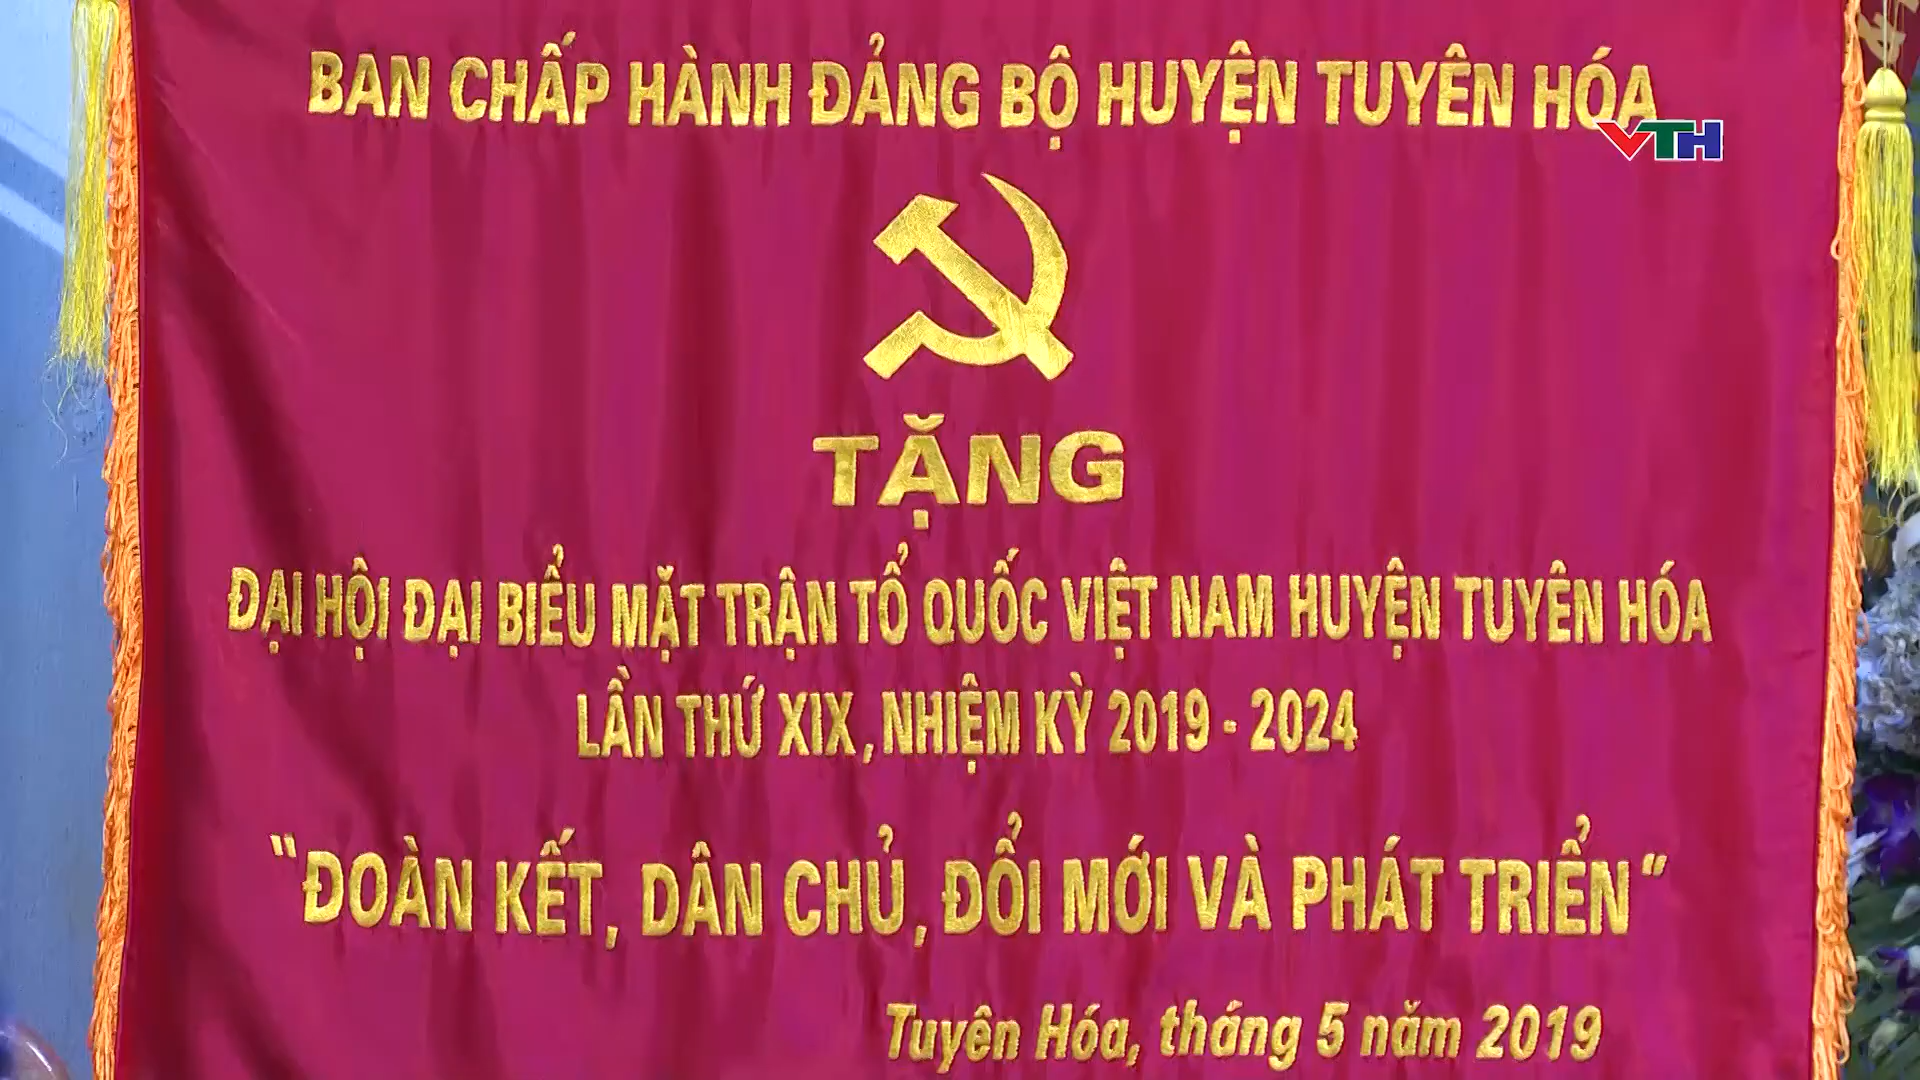 BAN CHẤP HÀNH ĐẢNG BỘ HUYỆN TUYÊN HÓA
VTH
TẶNG
ĐẠI HỘI ĐẠI BIỂU MẶT TRẬN TỔ QUỐC VIỆT NAM HUYỆN TUYÊN HÓA
LẦN THỨ XIX, NHIỆM KỲ 2019 - 2024
"ĐOÀN KẾT, DÂN CHỦ, ĐỔI MỚI VÀ PHÁT TRIỂN"
Tuyên Hóa, tháng 5 năm 2019